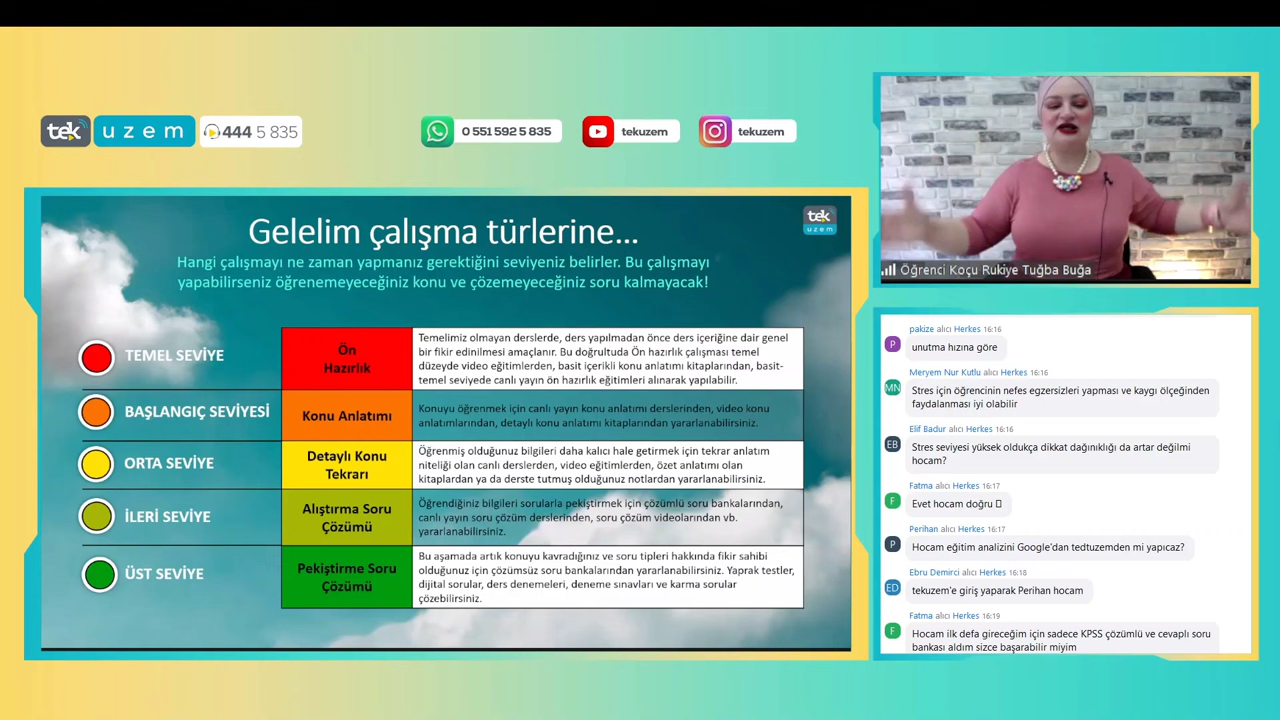 tek uzem 444 5 835
0 551 592 5 835
tekuzem
tekuzem
tek
uzem
Gelelim çalışma türlerine...
Hangi çalışmayı ne zaman yapmanız gerektiğini seviyeniz belirler. Bu çalışmayı
yapabilirseniz öğrenemeyeceğiniz konu ve çözemeyeceğiniz soru kalmayacak!
TEMEL SEVİYE
Ön
Hazırlık
Temelimiz olmayan derslerde, ders yapılmadan önce ders içeriğine dair genel
bir fikir edinilmesi amaçlanır. Bu doğrultuda Ön hazırlık çalışması temel
düzeyde video eğitimlerden, basit içerikli konu anlatımı kitaplarından, basit-
temel seviyede canlı yayın ön hazırlık eğitimleri alınarak yapılabilir.
BAŞLANGIÇ SEVİYESİ
Konu Anlatımı
Konuyu öğrenmek için canlı yayın konu anlatımı derslerinden, video konu
anlatımlarından, detaylı konu anlatımı kitaplarından yararlanabilirsiniz.
ORTA SEVİYE
Detaylı Konu
Tekrarı
Öğrenmiş olduğunuz bilgileri daha kalıcı hale getirmek için tekrar anlatım
niteliği olan canlı derslerden, video eğitimlerden, özet anlatımı olan
kitaplardan ya da derste tutmuş olduğunuz notlardan yararlanabilirsiniz.
İLERİ SEVİYE
Alıştırma Soru
Çözümü
Öğrendiğiniz bilgileri sorularla pekiştirmek için çözümlü soru bankalarından,
canlı yayın soru çözüm derslerinden, soru çözüm videolarından vb.
yararlanabilirsiniz.
ÜST SEVİYE
Pekiştirme Soru
Çözümü
Bu aşamada artık konuyu kavradığınız ve soru tipleri hakkında fikir sahibi
olduğunuz için çözümsüz soru bankalarından yararlanabilirsiniz. Yaprak testler,
dijital sorular, ders denemeleri, deneme sınavları ve karma sorular
çözebilirsiniz.
Öğrenci Koçu Rukiye Tuğba Buğa
pakize alıcı Herkes 16:16
P
unutma hızına göre
Meryem Nur Kutlu alıcı Herkes 16:16
MN
Stres için öğrencinin nefes egzersizleri yapması ve kaygı ölçeğinden
faydalanması iyi olabilir
Elif Badur alıcı Herkes 16:16
EB
Stres seviyesi yüksek oldukça dikkat dağınıklığı da artar değilmi
hocam?
Fatma alıcı Herkes 16:17
F
Evet hocam doğru
Perihan alıcı Herkes 16:17
P
Hocam eğitim analizini Google'dan tedtuzemden mi yapıcaz?
Ebru Demirci alıcı Herkes 16:18
ED
tekuzem'e giriş yaparak Perihan hocam
Fatma alıcı Herkes 16:19
F
Hocam ilk defa gireceğim için sadece KPSS çözümlü ve cevaplı soru
bankası aldım sizce başarabilir miyim